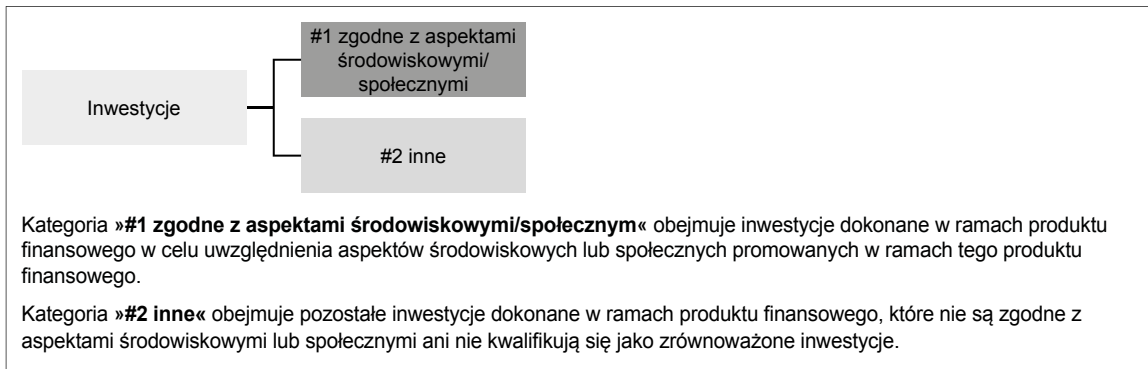 #1 zgodne z aspektami
środowiskowymi/
społecznymi
Inwestycje
#2 inne
Kategoria »#1 zgodne z aspektami środowiskowymi/społecznym« obejmuje inwestycje dokonane w ramach produktu
finansowego w celu uwzględnienia aspektów środowiskowych lub społecznych promowanych w ramach tego produktu
finansowego.
Kategoria »#2 inne« obejmuje pozostałe inwestycje dokonane w ramach produktu finansowego, które nie są zgodne z
aspektami środowiskowymi lub społecznymi ani nie kwalifikują się jako zrównoważone inwestycje.